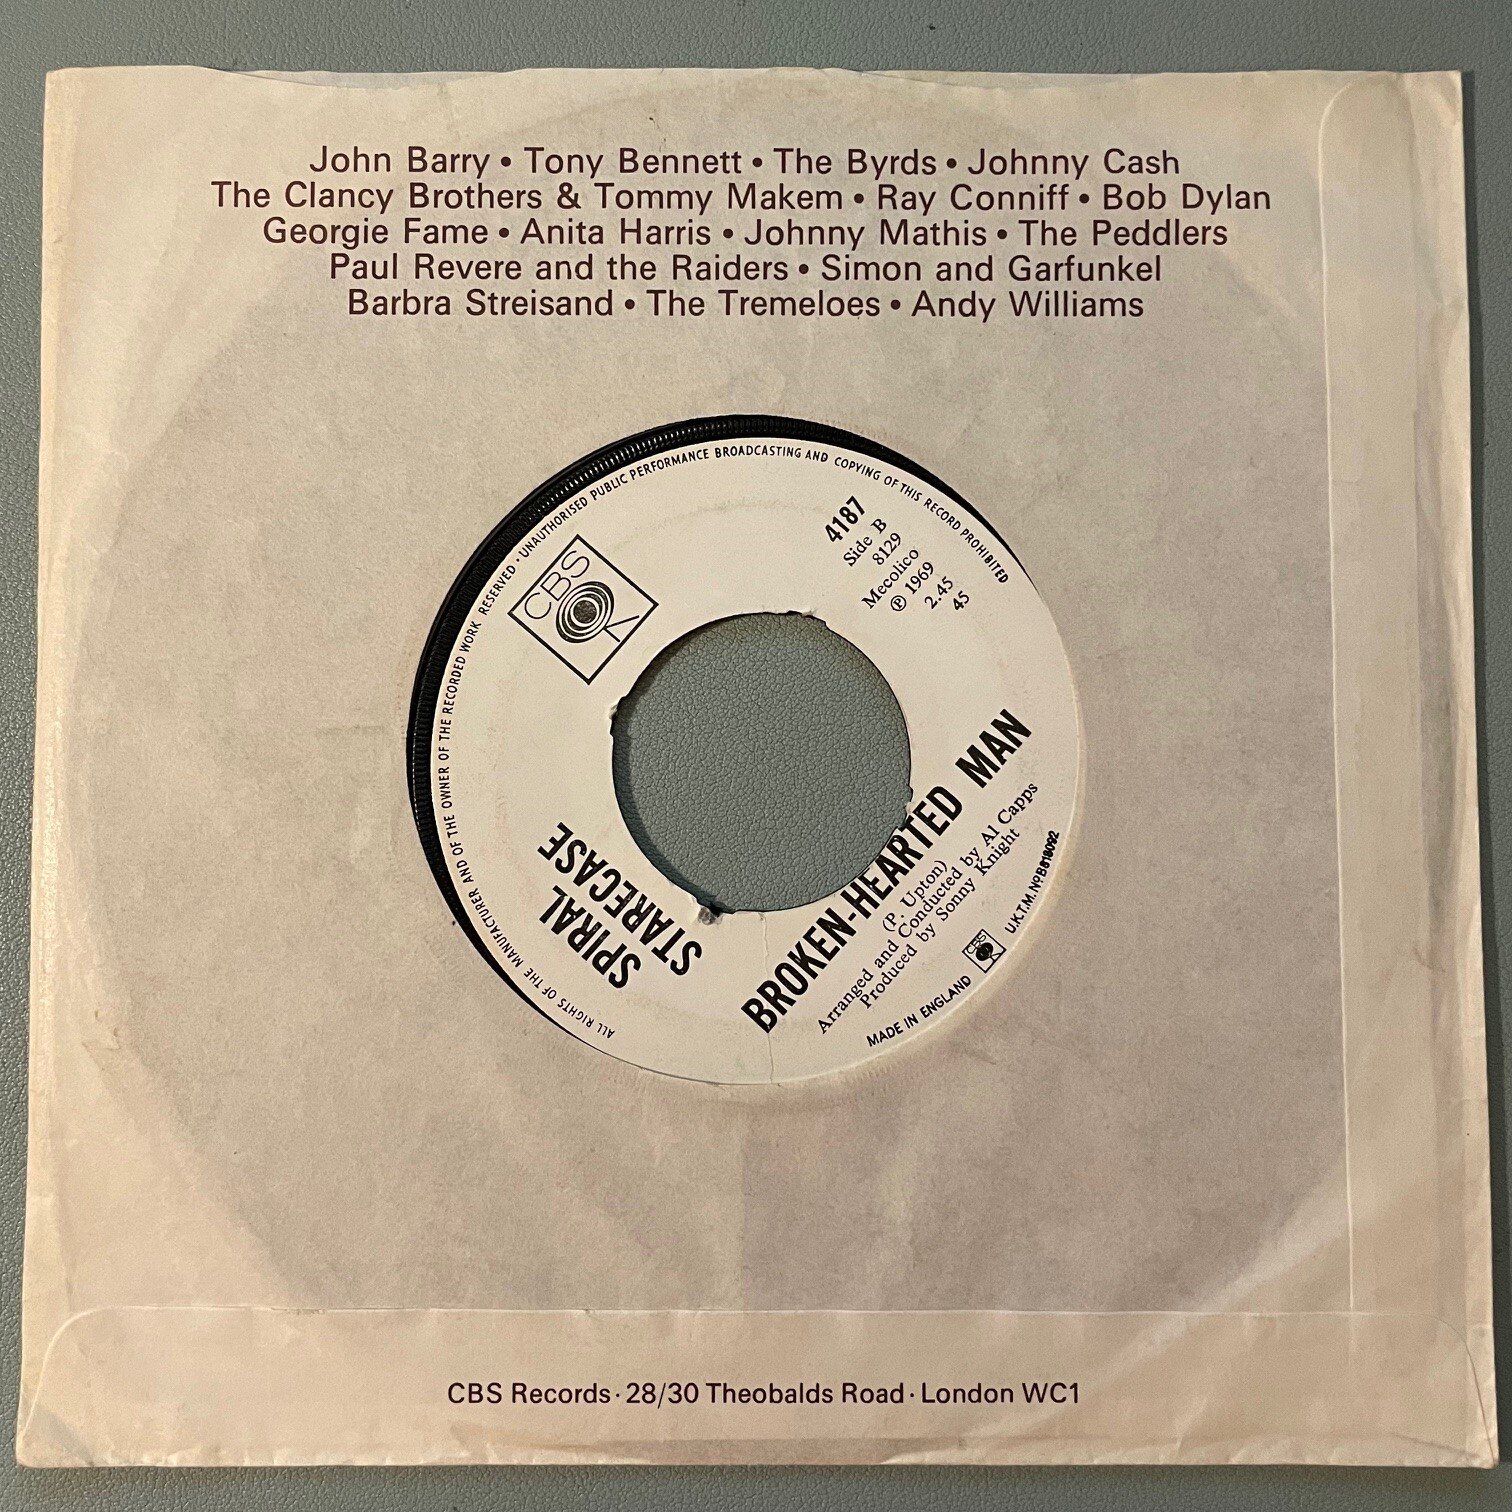 John Barry • Tony Bennett • The Byrds • Johnny Cash
The Clancy Brothers & Tommy Makem • Ray Conniff • Bob Dylan
Georgie Fame • Anita Harris • Johnny Mathis • The Peddlers
Paul Revere and the Raiders • Simon and Garfunkel
Barbra Streisand • The Tremeloes • Andy Williams
ALL RIGHTS OF THE MANUFACTURER AND OF THE OWNER OF THE RECORDED WORK RESERVED · UNAUTHORISED PUBLIC PERFORMANCE BROADCASTING AND COPYING OF THIS RECORD PROHIBITED
CBS
4187
Side B
8129
Mecolico
℗ 1969
2.45
45
SPIRAL
STARECASE
BROKEN-HEARTED MAN
(P. Upton)
Arranged and Conducted by Al Capps
Produced by Sonny Knight
MADE IN ENGLAND
CBS
U.K.T.M. Nº B818092
CBS Records · 28/30 Theobalds Road · London WC1